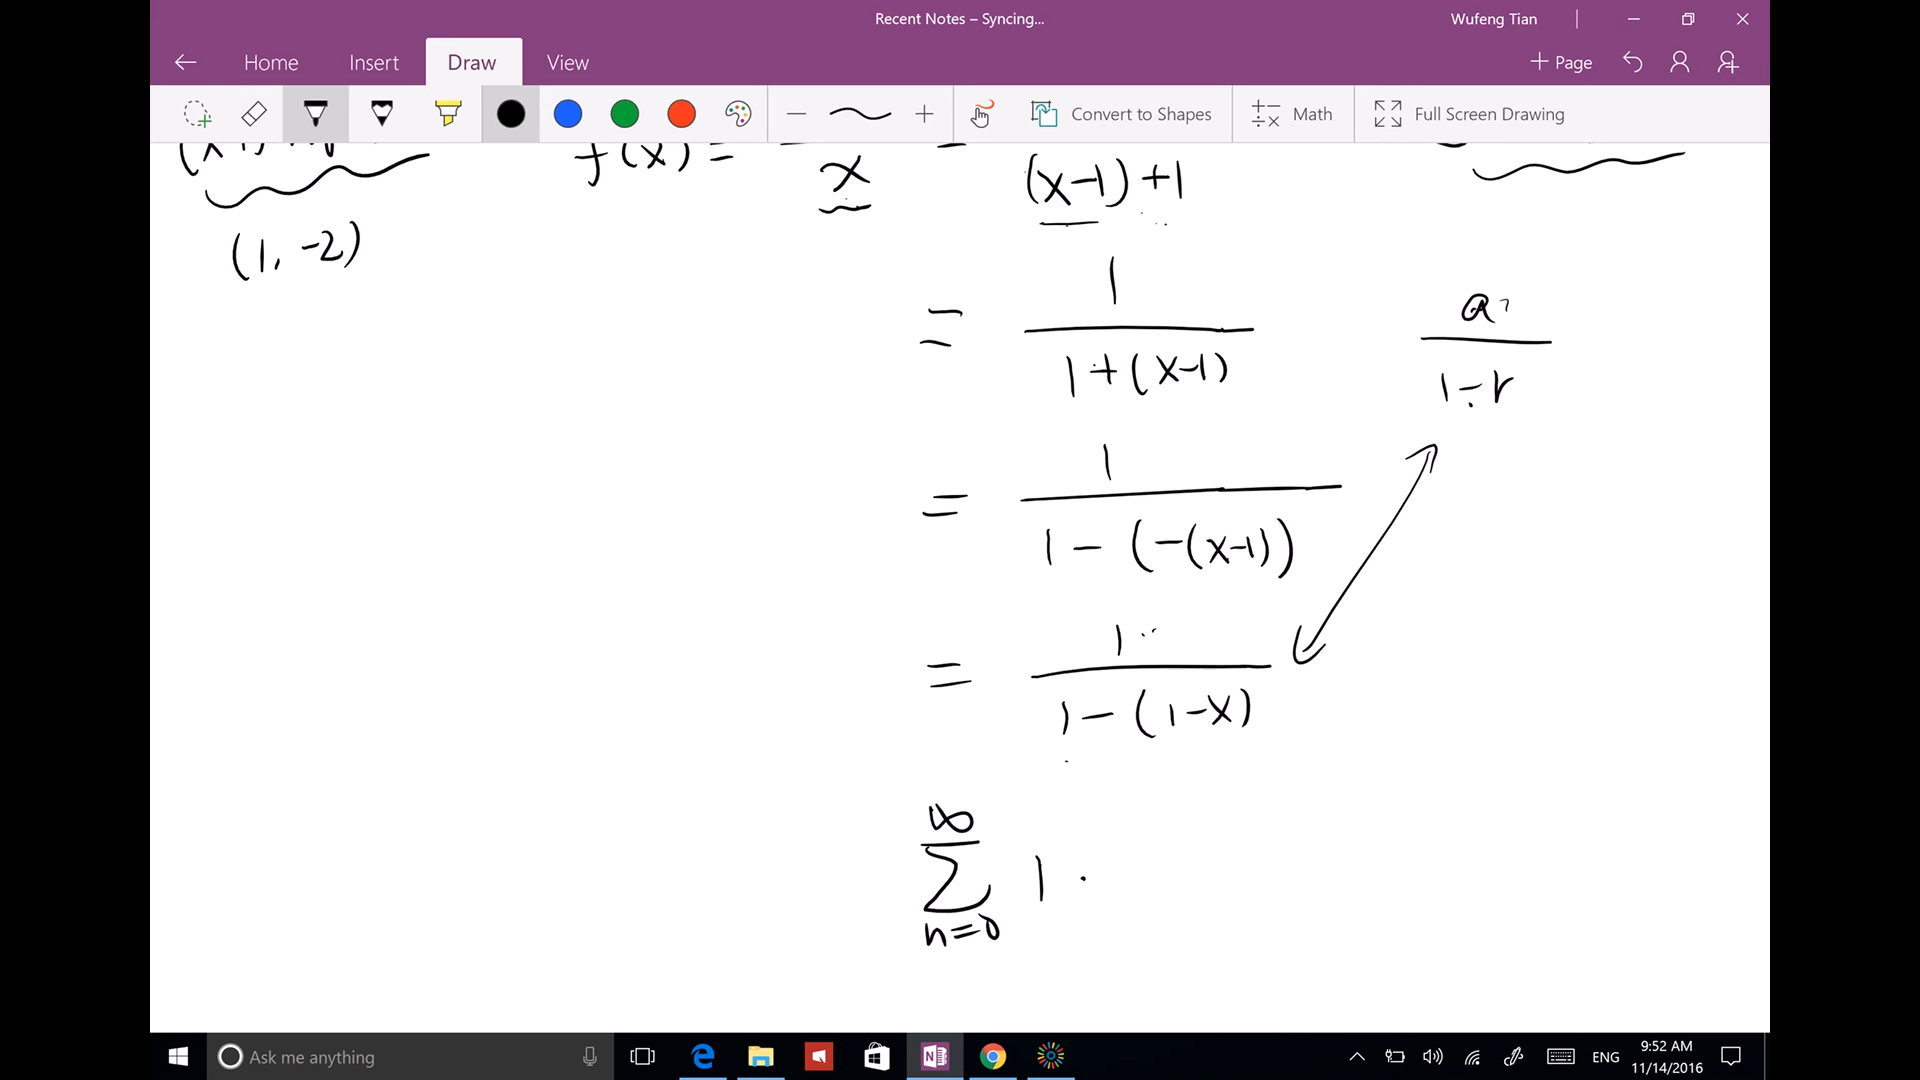 Recent Notes – Syncing...
Wufeng Tian
Home Insert Draw View
Page
Convert to Shapes
Math
Full Screen Drawing
f(x) = x = (x-1) + 1
(1, -2)
= 1 / 1+(x-1)
a / 1-r
= 1 / 1-(-(x-1))
= 1 / 1-(1-x)
∞
Σ 1 ·
n=0
Ask me anything
ENG
9:52 AM
11/14/2016